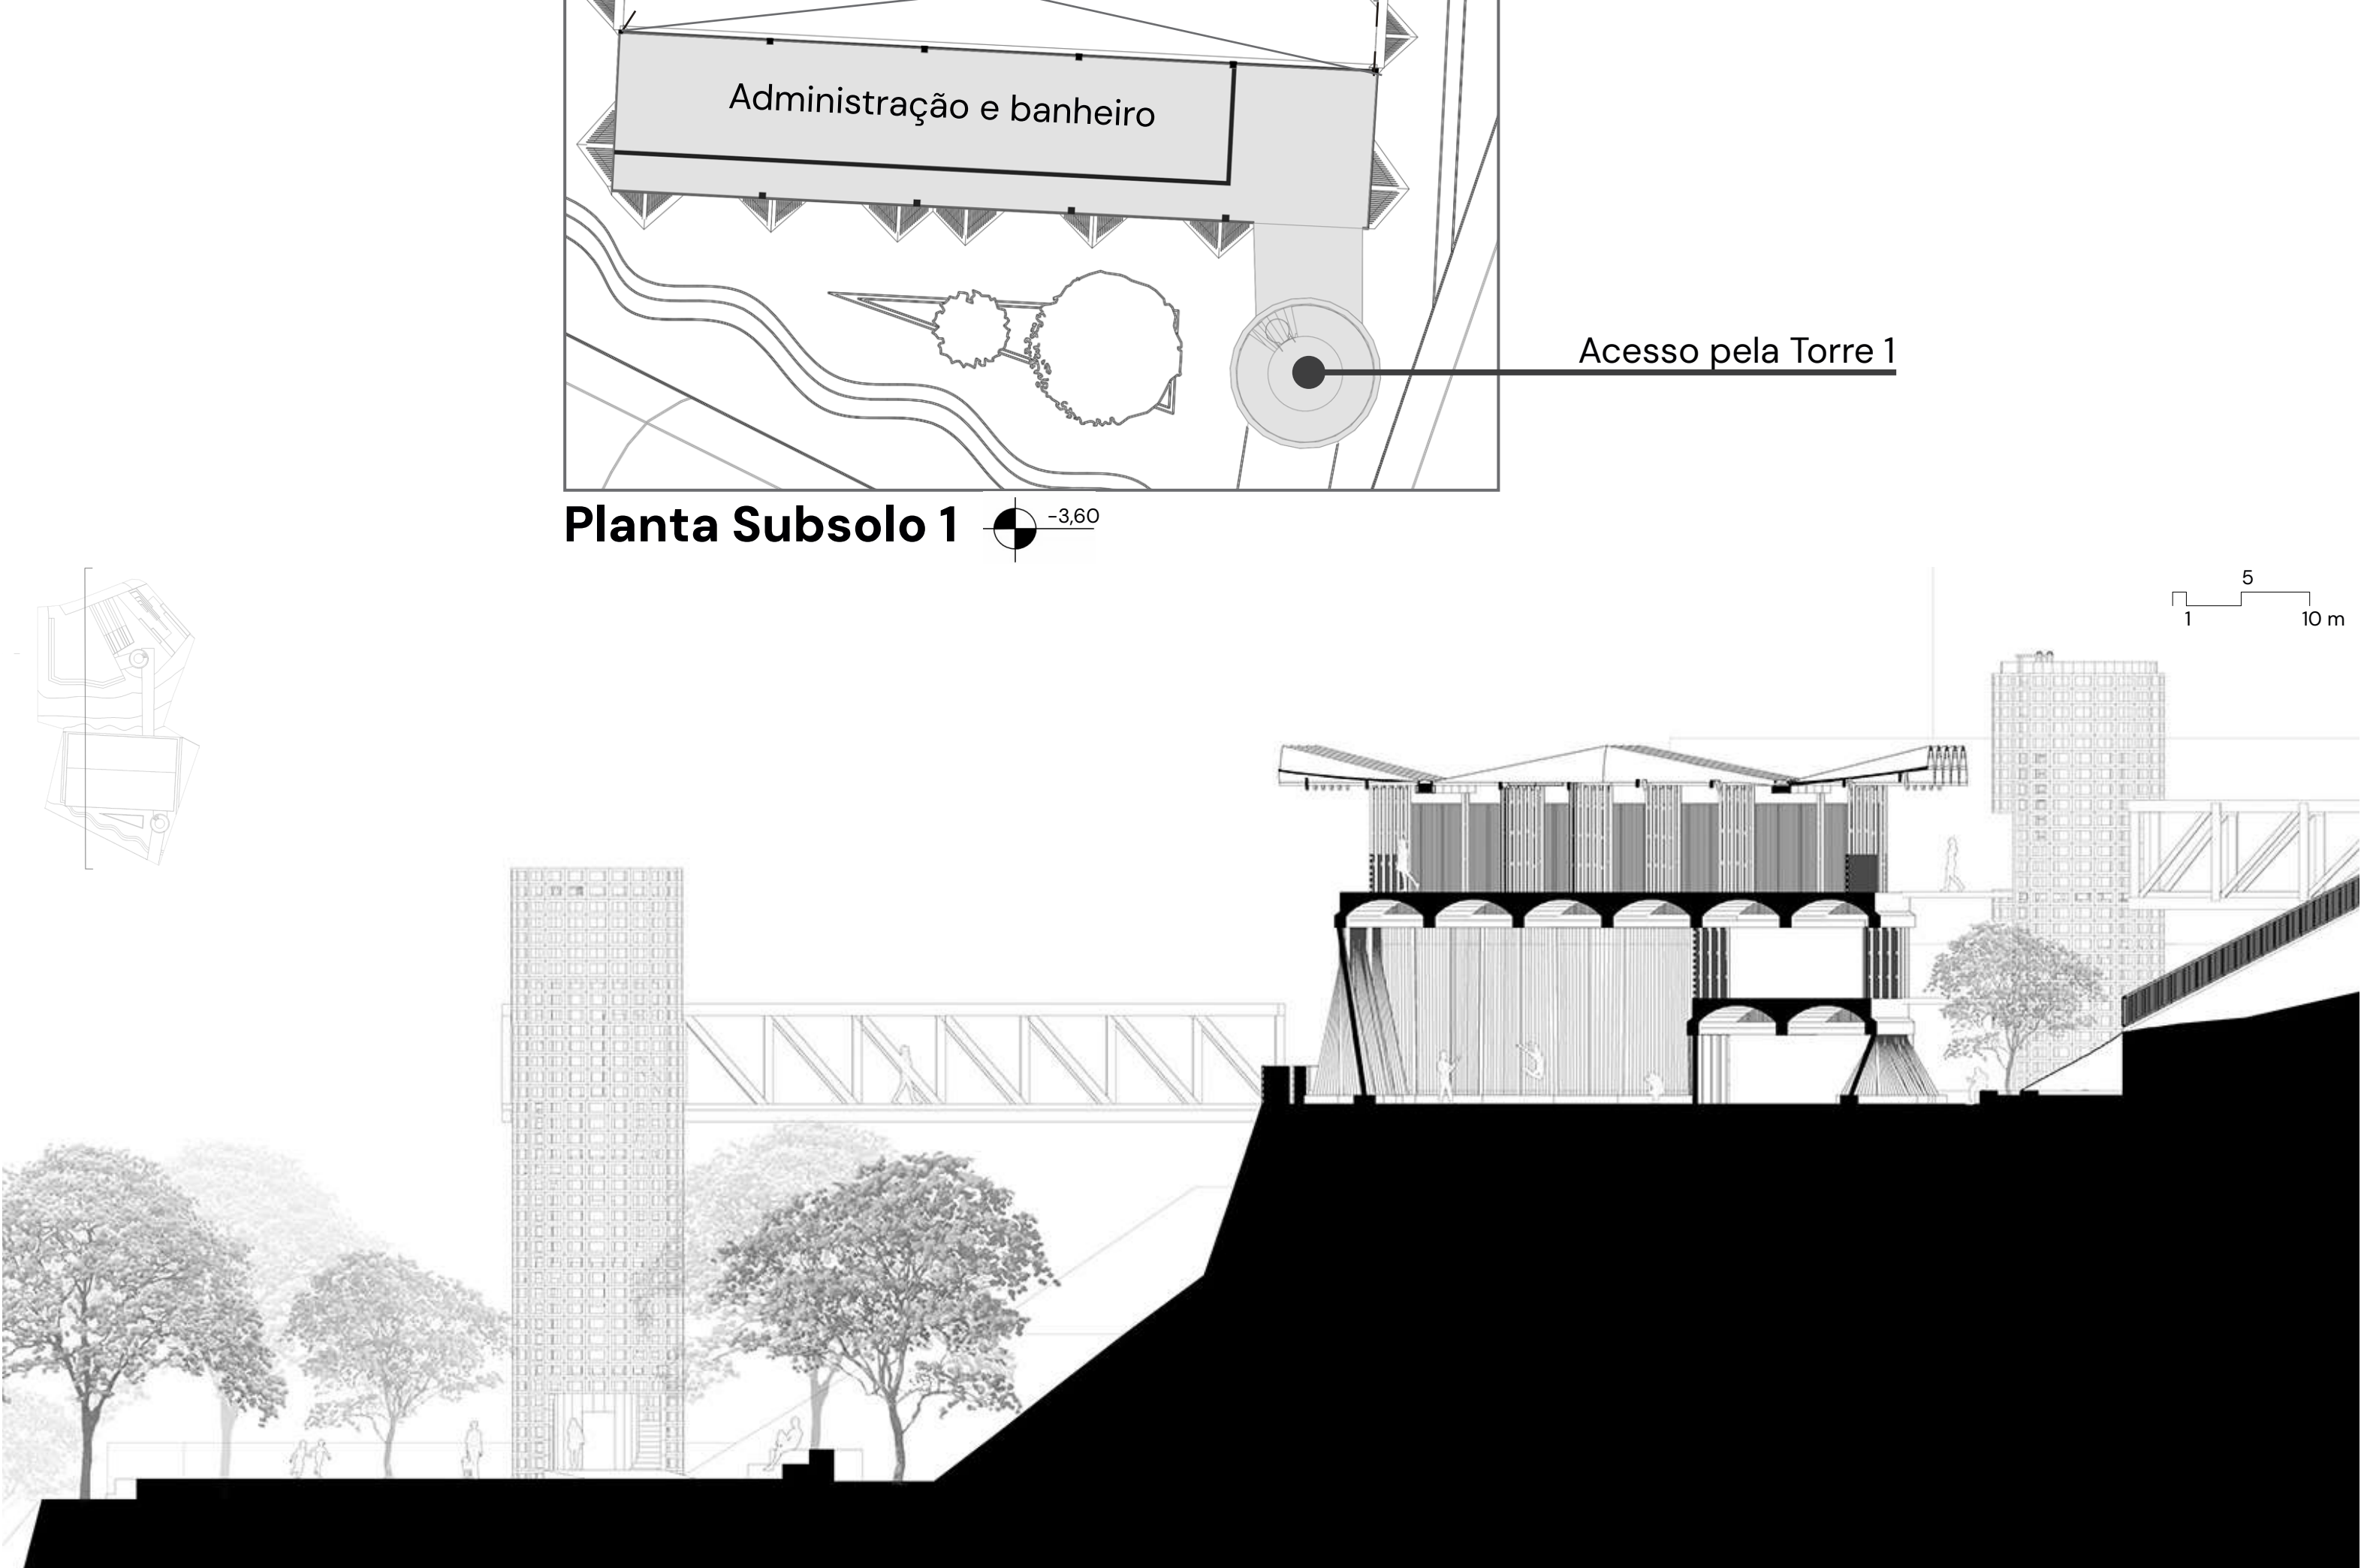 Administração e banheiro
Acesso pela Torre 1
Planta Subsolo 1
-3,60
5
1
10 m